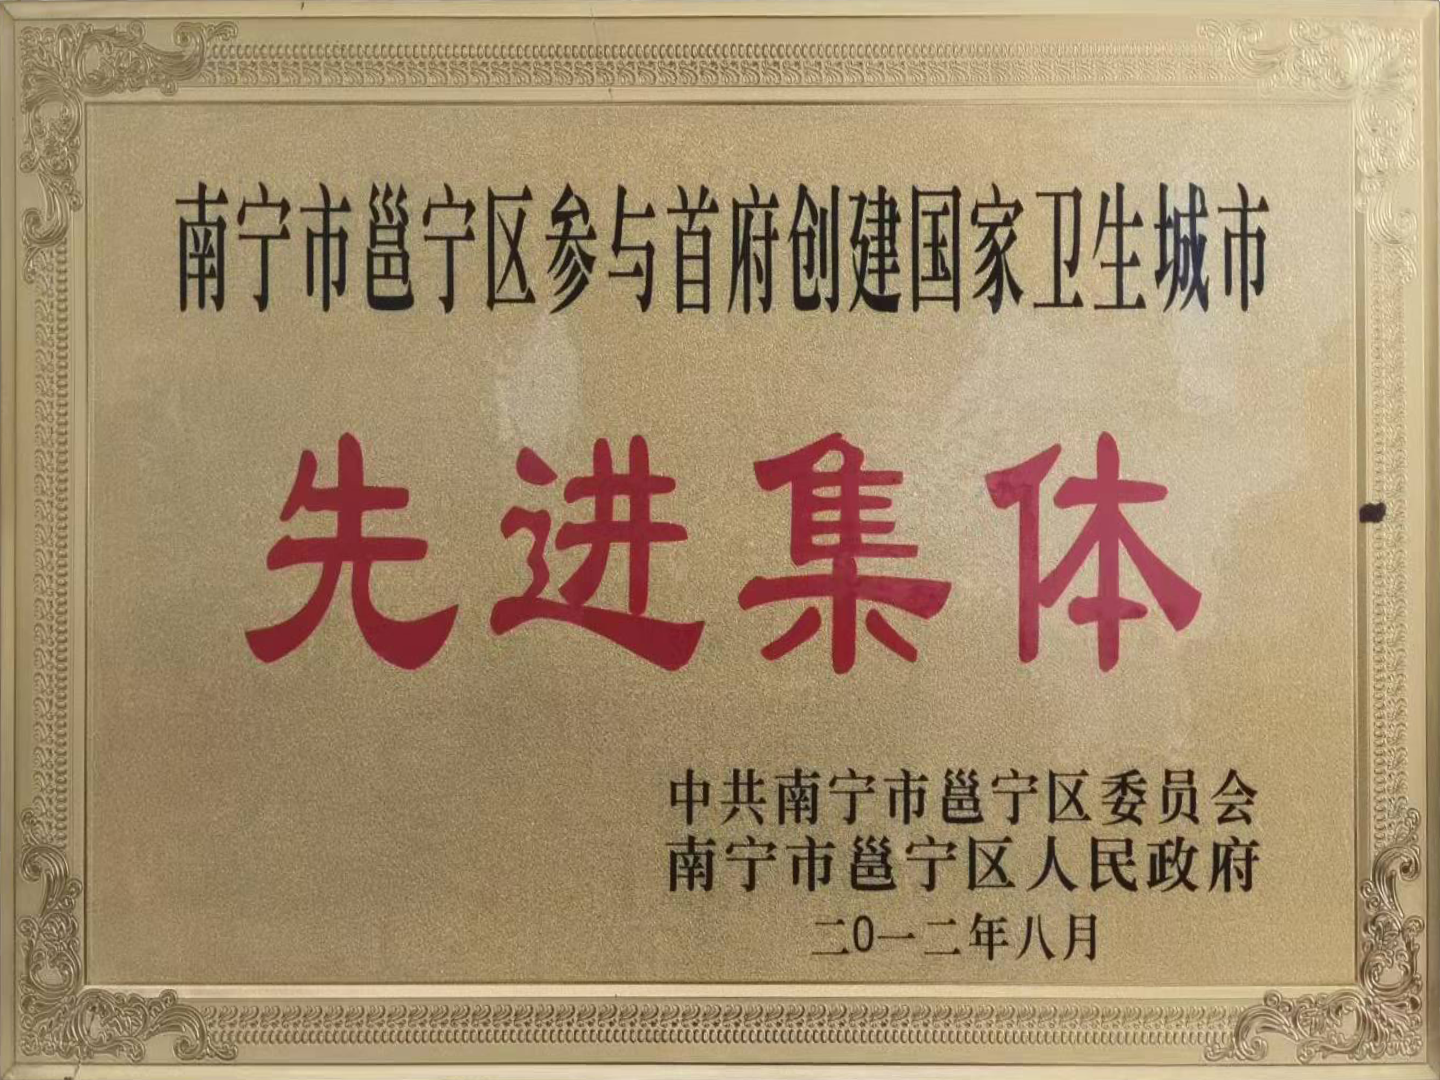 南宁市邕宁区参与首府创建国家卫生城市
先进集体
中共南宁市邕宁区委员会
南宁市邕宁区人民政府
二0一二年八月